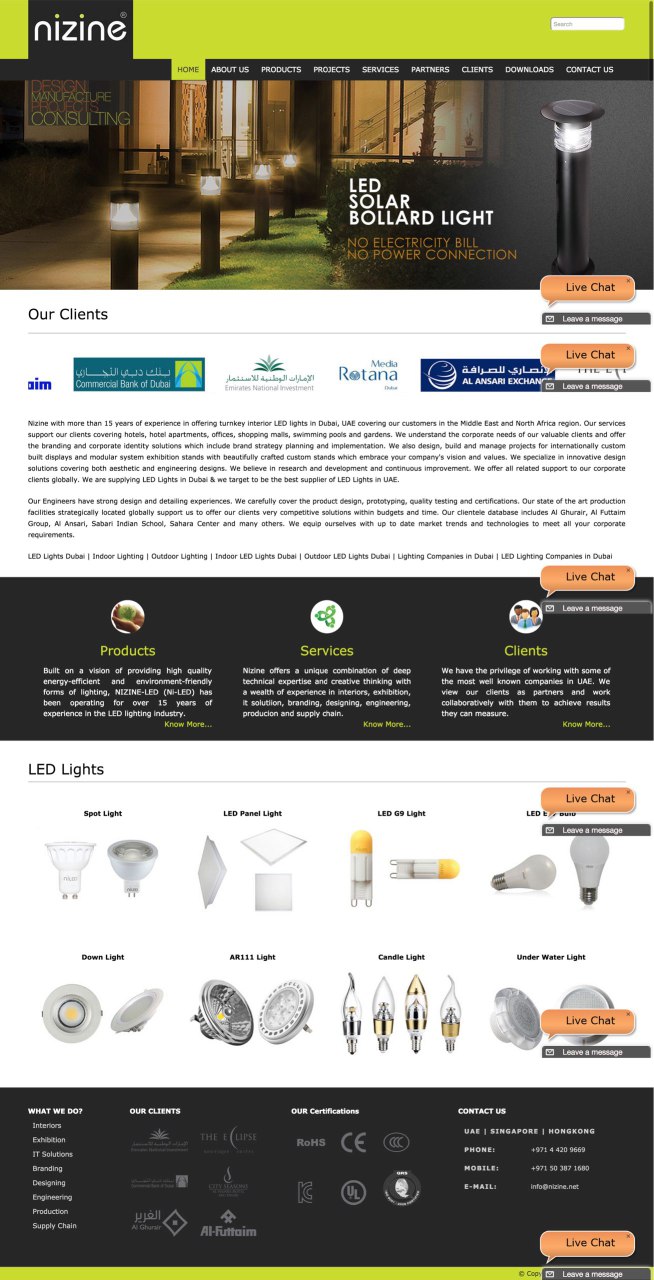 nizine®
Search
HOME ABOUT US PRODUCTS PROJECTS SERVICES PARTNERS CLIENTS DOWNLOADS CONTACT US
DESIGN
MANUFACTURE
PROJECTS
CONSULTING
LED
SOLAR
BOLLARD LIGHT
NO ELECTRICITY BILL
NO POWER CONNECTION
Live Chat
Leave a message
Our Clients
Live Chat
Leave a message
aim
بنك دبي التجاري
Commercial Bank of Dubai
الإمارات الوطنية للاستثمار
Emirates National Investment
Media
Rotana
Dubai
الأنصاري للصرافة
AL ANSARI EXCHANGE
Nizine with more than 15 years of experience in offering turnkey interior LED lights in Dubai, UAE covering our customers in the Middle East and North Africa region. Our services
support our clients covering hotels, hotel apartments, offices, shopping malls, swimming pools and gardens. We understand the corporate needs of our valuable clients and offer
the branding and corporate identity solutions which include brand strategy planning and implementation. We also design, build and manage projects for internationally custom
built displays and modular system exhibition stands with beautifully crafted custom stands which embrace your company's vision and values. We specialize in innovative design
solutions covering both aesthetic and engineering designs. We believe in research and development and continuous improvement. We offer all related support to our corporate
clients globally. We are supplying LED Lights in Dubai & we target to be the best supplier of LED Lights in UAE.
Our Engineers have strong design and detailing experiences. We carefully cover the product design, prototyping, quality testing and certifications. Our state of the art production
facilities strategically located globally support us to offer our clients very competitive solutions within budgets and time. Our clientele database includes Al Ghurair, Al Futtaim
Group, Al Ansari, Sabari Indian School, Sahara Center and many others. We equip ourselves with up to date market trends and technologies to meet all your corporate
requirements.
LED Lights Dubai | Indoor Lighting | Outdoor Lighting | Indoor LED Lights Dubai | Outdoor LED Lights Dubai | Lighting Companies in Dubai | LED Lighting Companies in Dubai
Live Chat
Leave a message
Products
Built on a vision of providing high quality
energy-efficient and environment-friendly
forms of lighting, NIZINE-LED (Ni-LED) has
been operating for over 15 years of
experience in the LED lighting industry.
Know More...
Services
Nizine offers a unique combination of deep
technical expertise and creative thinking with
a wealth of experience in interiors, exhibition,
it solutiion, branding, designing, engineering,
producion and supply chain.
Know More...
Clients
We have the privilege of working with some of
the most well known companies in UAE. We
view our clients as partners and work
collaboratively with them to achieve results
they can measure.
Know More...
LED Lights
Live Chat
Leave a message
Spot Light LED Panel Light LED G9 Light LED Bulb
Down Light AR111 Light Candle Light Under Water Light
Live Chat
Leave a message
WHAT WE DO?
Interiors
Exhibition
IT Solutions
Branding
Designing
Engineering
Production
Supply Chain
OUR CLIENTS
الإمارات الوطنية للاستثمار
Emirates National Investment
THE ECLIPSE
بنك دبي التجاري
Commercial Bank of Dubai
CITY SEASONS
الغرير
Al Ghurair
Al-Futtaim
OUR Certifications
RoHS
CE
CCC
UL
QRS
CONTACT US
UAE | SINGAPORE | HONGKONG
PHONE: +971 4 420 9669
MOBILE: +971 50 387 1680
E-MAIL: info@nizine.net
Live Chat
Leave a message